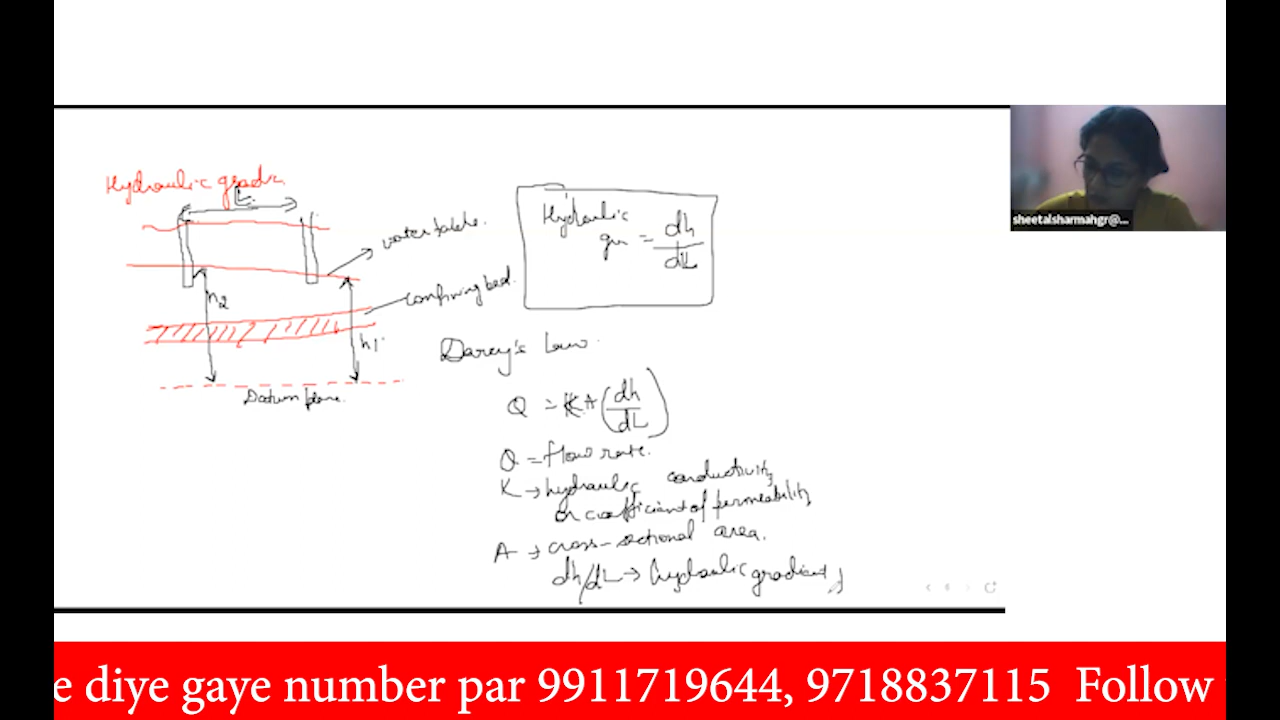 Hydraulic gradi.
L.
water table.
h2
confining bed.
h1.
Datum plane.
Hydraulic
gr = dh
dL
Darcy's law.
Q = KA (dh/dL)
Q = flow rate.
K → hydraulic conductivity
or coefficient of permeability
A → cross-sectional area.
dh/dL → hydraulic gradient
sheetalsharmahgr@...
e diye gaye number par 9911719644, 9718837115 Follow